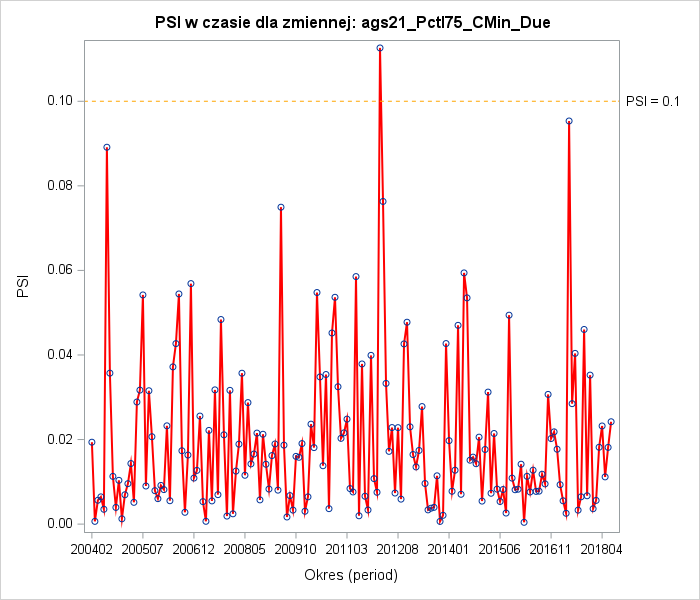 PSI w czasie dla zmiennej: ags21_Pctl75_CMin_Due
0.10
PSI = 0.1
0.08
0.06
PSI
0.04
0.02
0.00
200402 200507 200612 200805 200910 201103 201208 201401 201506 201611 201804
Okres (period)